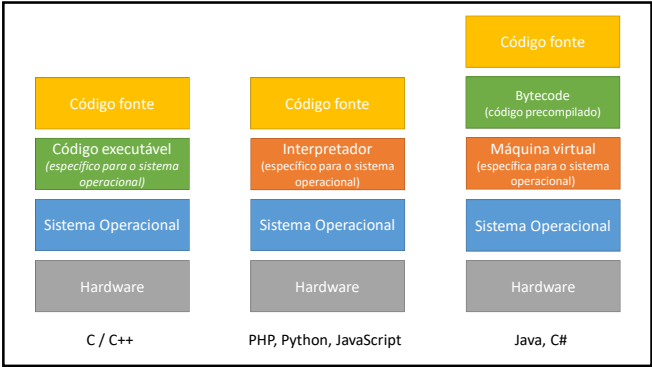 Código fonte
Código executável
(específico para o sistema
operacional)
Sistema Operacional
Hardware
C / C++
Código fonte
Interpretador
(específico para o sistema
operacional)
Sistema Operacional
Hardware
PHP, Python, JavaScript
Código fonte
Bytecode
(código precompilado)
Máquina virtual
(específica para o sistema
operacional)
Sistema Operacional
Hardware
Java, C#